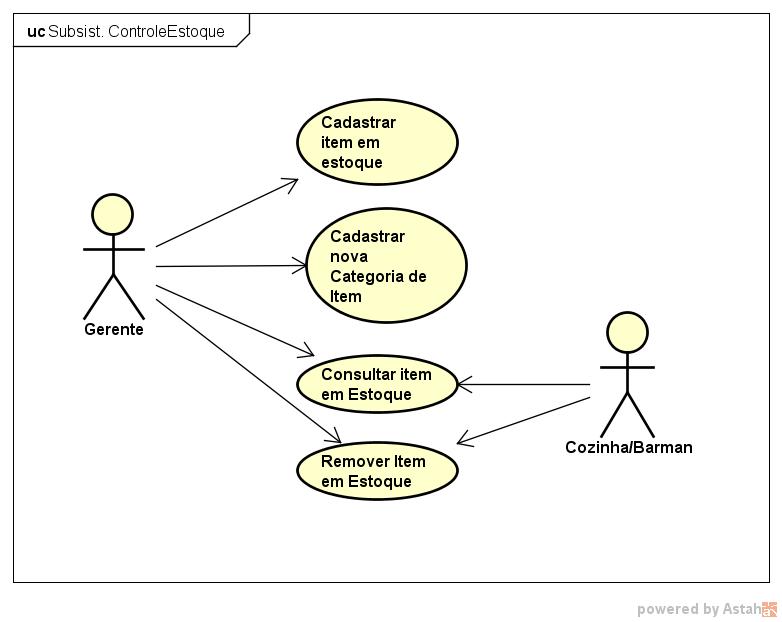 uc Subsist. ControleEstoque
Cadastrar
item em
estoque
Cadastrar
nova
Categoria de
Item
Gerente
Consultar item
em Estoque
Cozinha/Barman
Remover Item
em Estoque
powered by Astah